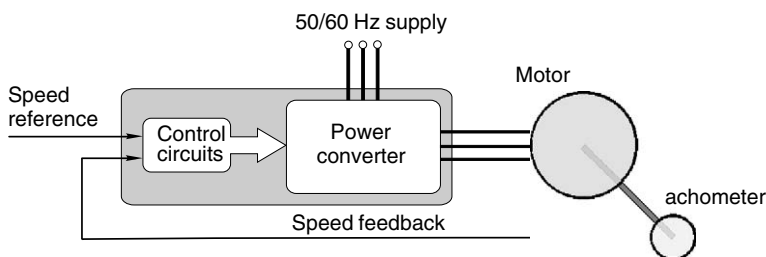 50/60 Hz supply
Motor
Speed
reference
Control
circuits
Power
converter
achometer
Speed feedback